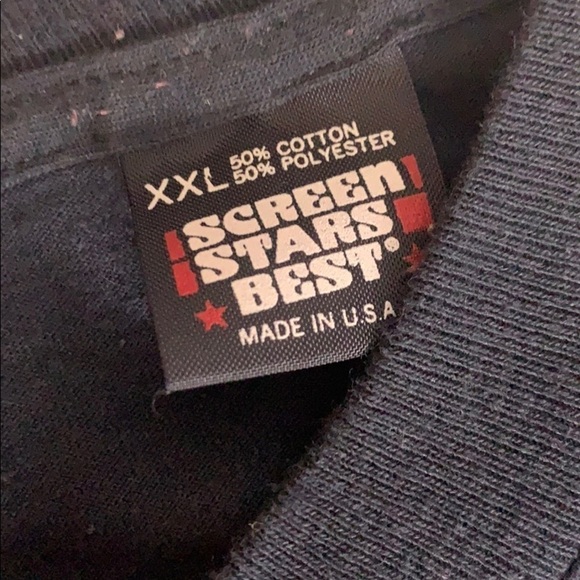 XXL 50% COTTON
50% POLYESTER
SCREEN
STARS
BEST®
MADE IN U.S.A